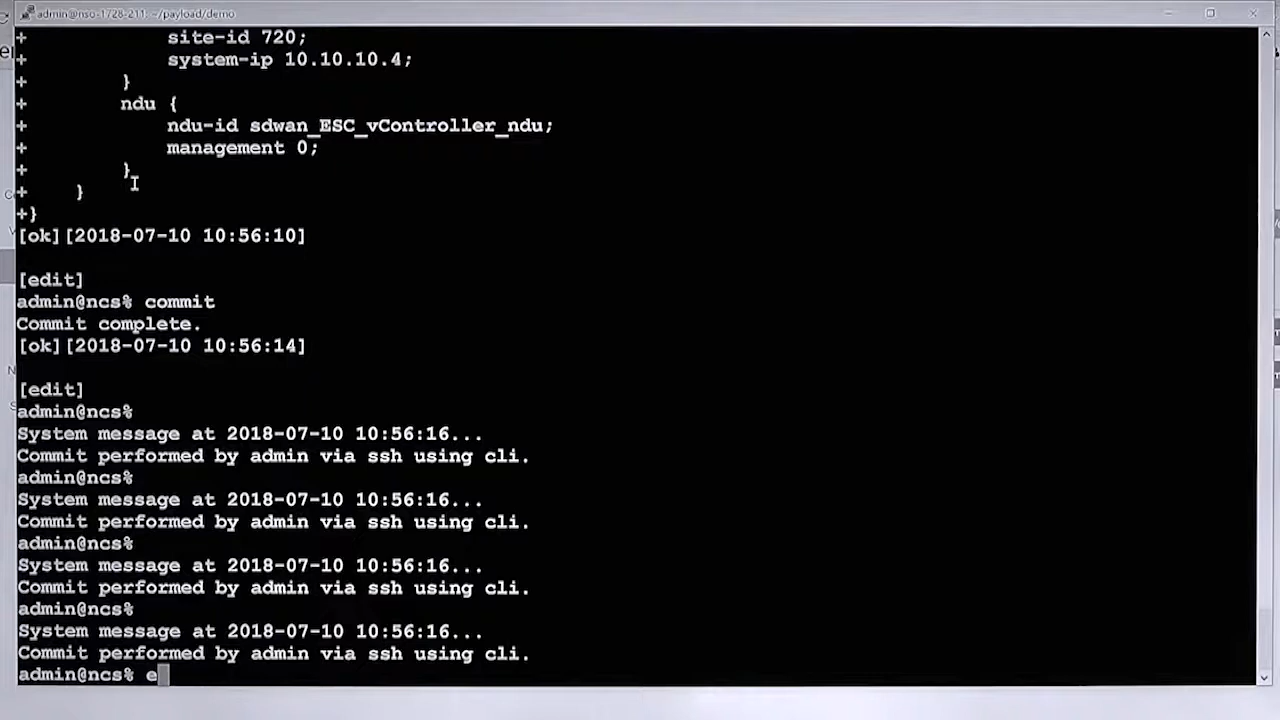 admin@nso-1728-211: ~/payload/demo
+ site-id 720;
+ system-ip 10.10.10.4;
+ }
+ ndu {
+ ndu-id sdwan_ESC_vController_ndu;
+ management 0;
+ }
+ }
+}
[ok][2018-07-10 10:56:10]
[edit]
admin@ncs% commit
Commit complete.
[ok][2018-07-10 10:56:14]
[edit]
admin@ncs%
System message at 2018-07-10 10:56:16...
Commit performed by admin via ssh using cli.
admin@ncs%
System message at 2018-07-10 10:56:16...
Commit performed by admin via ssh using cli.
admin@ncs%
System message at 2018-07-10 10:56:16...
Commit performed by admin via ssh using cli.
admin@ncs%
System message at 2018-07-10 10:56:16...
Commit performed by admin via ssh using cli.
admin@ncs% e